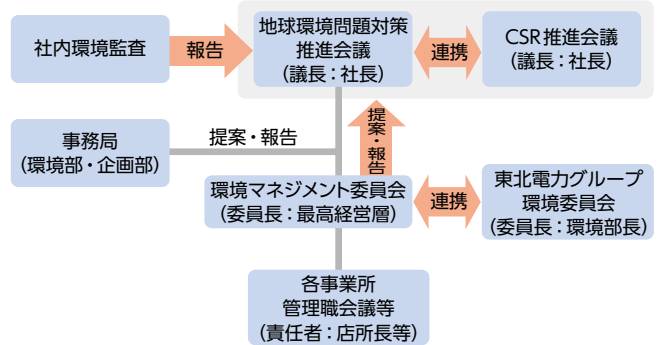 社内環境監査
報告
地球環境問題対策
推進会議
(議長：社長)
連携
CSR推進会議
(議長：社長)
事務局
(環境部・企画部)
提案・報告
提案・報告
環境マネジメント委員会
(委員長：最高経営層)
連携
東北電力グループ
環境委員会
(委員長：環境部長)
各事業所
管理職会議等
(責任者：店所長等)